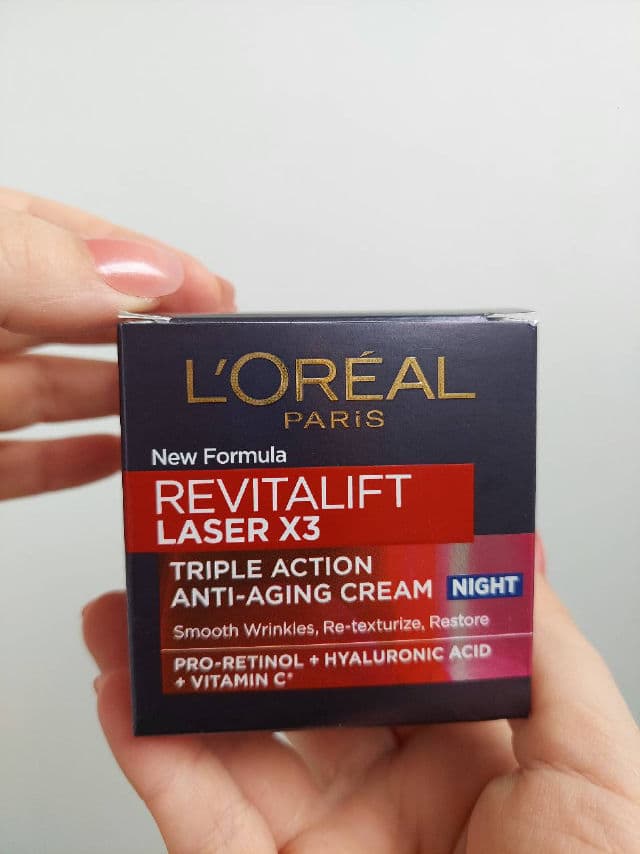 L'ORÉAL
PARiS
New Formula
REVITALIFT
LASER X3
TRIPLE ACTION
ANTI-AGING CREAM NIGHT
Smooth Wrinkles, Re-texturize, Restore
PRO-RETINOL + HYALURONIC ACID
+ VITAMIN C*